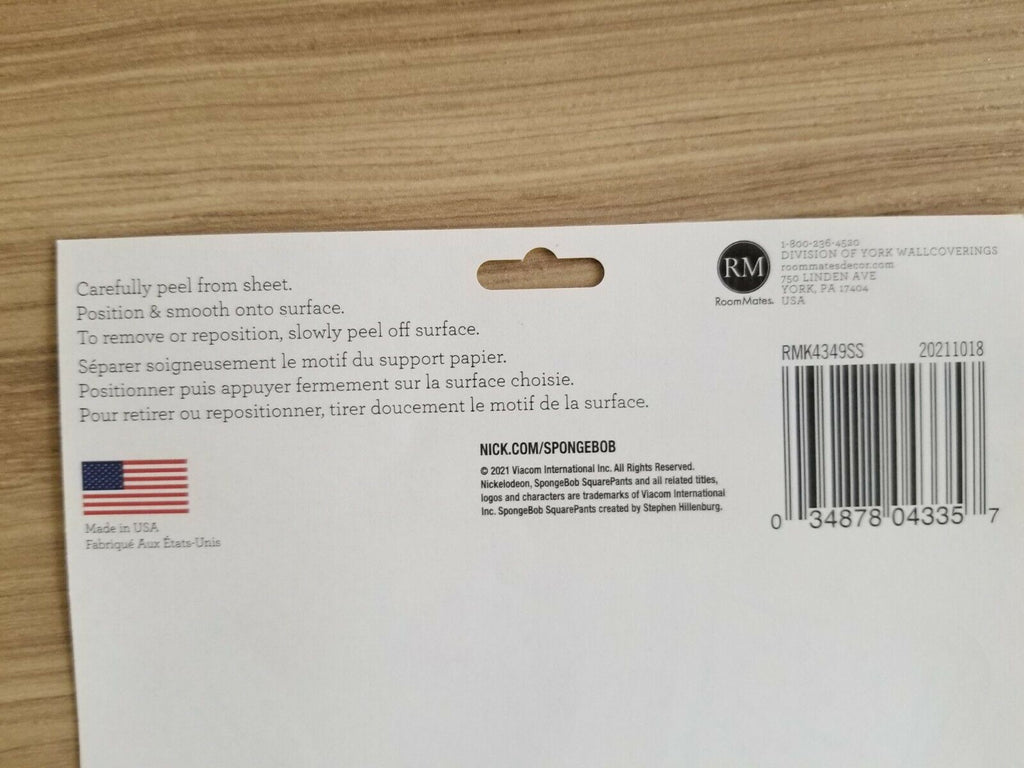 Carefully peel from sheet.
Position & smooth onto surface.
To remove or reposition, slowly peel off surface.
Séparer soigneusement le motif du support papier.
Positionner puis appuyer fermement sur la surface choisie.
Pour retirer ou repositionner, tirer doucement le motif de la surface.
Made in USA
Fabriqué Aux États-Unis
NICK.COM/SPONGEBOB
© 2021 Viacom International Inc. All Rights Reserved.
Nickelodeon, SpongeBob SquarePants and all related titles,
logos and characters are trademarks of Viacom International
Inc. SpongeBob SquarePants created by Stephen Hillenburg.
RM
RoomMates.
1-800-236-4520
DIVISION OF YORK WALLCOVERINGS
roommatesdecor.com
750 LINDEN AVE
YORK, PA 17404
USA
RMK4349SS 20211018
0 34878 04335 7